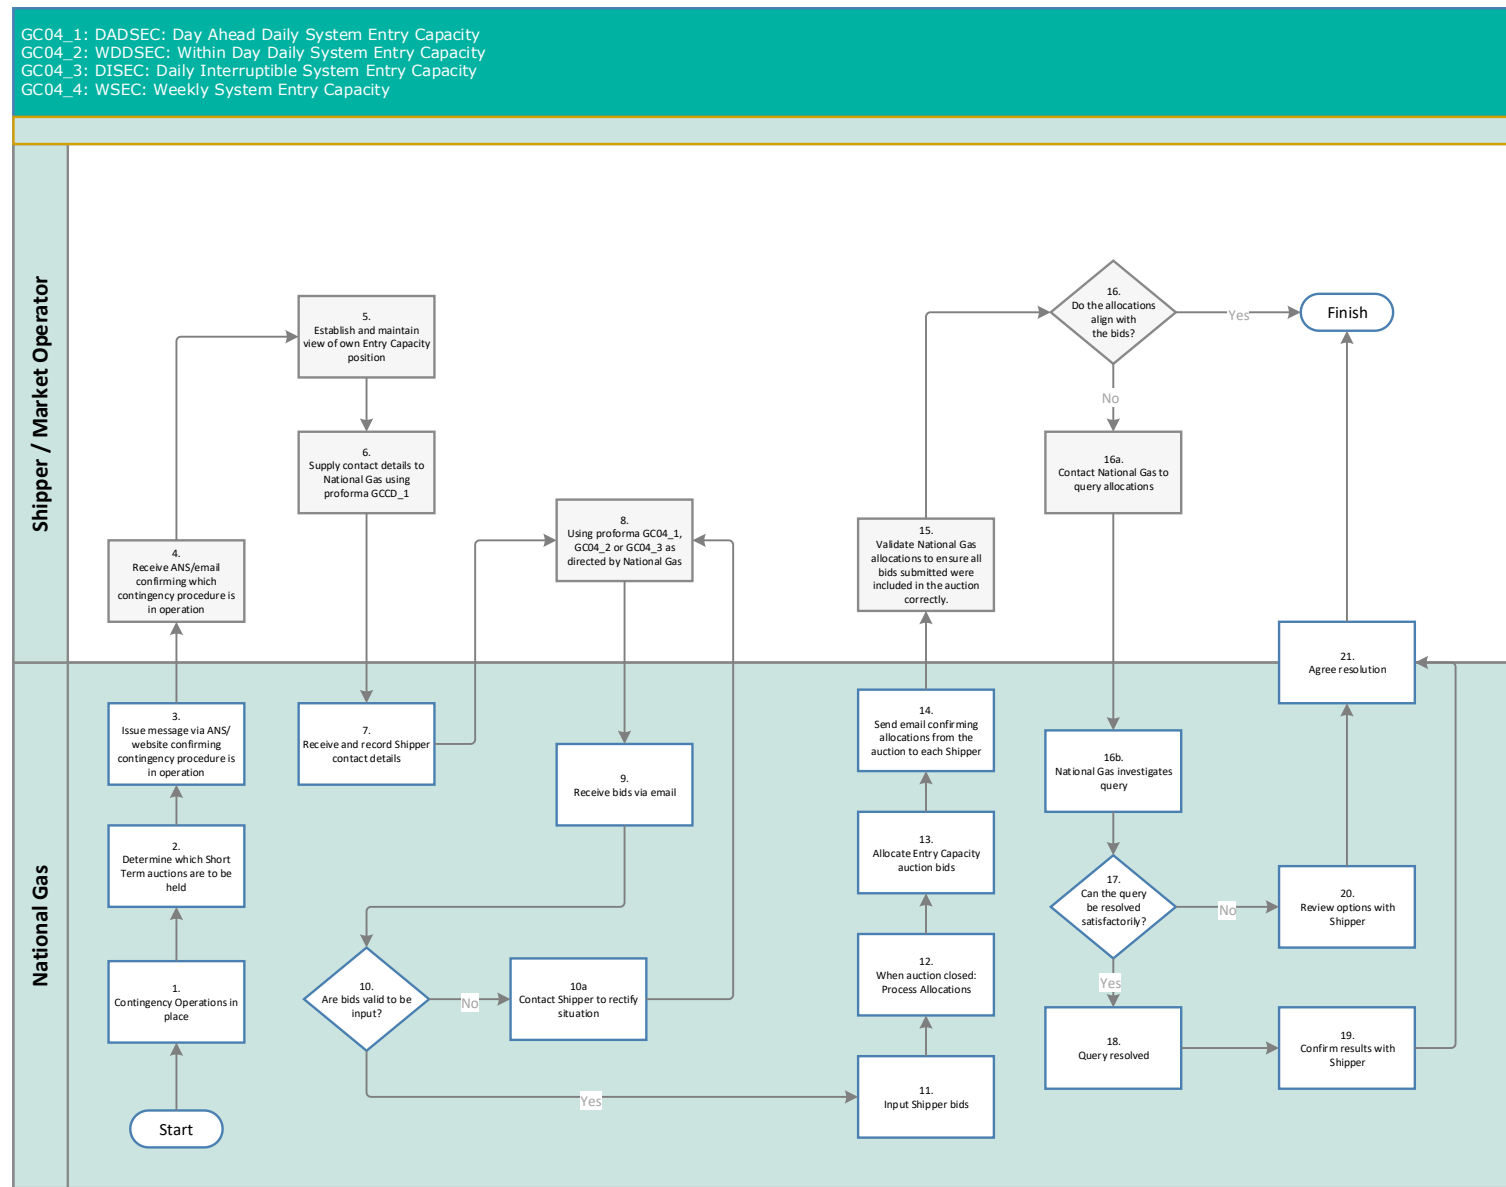 GC04_1: DADSEC: Day Ahead Daily System Entry Capacity
GC04_2: WDDSEC: Within Day Daily System Entry Capacity
GC04_3: DISEC: Daily Interruptible System Entry Capacity
GC04_4: WSEC: Weekly System Entry Capacity
Shipper / Market Operator
National Gas
Start
1.
Contingency Operations in
place
2.
Determine which Short
Term auctions are to be
held
3.
Issue message via ANS/
website confirming
contingency procedure is
in operation
4.
Receive ANS/email
confirming which
contingency procedure is
in operation
5.
Establish and maintain
view of own Entry Capacity
position
6.
Supply contact details to
National Gas using
proforma GCCD_1
7.
Receive and record Shipper
contact details
8.
Using proforma GC04_1,
GC04_2 or GC04_3 as
directed by National Gas
9.
Receive bids via email
10.
Are bids valid to be
input?
No
10a
Contact Shipper to rectify
situation
Yes
11.
Input Shipper bids
12.
When auction closed:
Process Allocations
13.
Allocate Entry Capacity
auction bids
14.
Send email confirming
allocations from the
auction to each Shipper
15.
Validate National Gas
allocations to ensure all
bids submitted were
included in the auction
correctly.
16.
Do the allocations
align with
the bids?
Yes
Finish
No
16a.
Contact National Gas to
query allocations
16b.
National Gas investigates
query
17.
Can the query
be resolved
satisfactorily?
No
Yes
18.
Query resolved
19.
Confirm results with
Shipper
20.
Review options with
Shipper
21.
Agree resolution